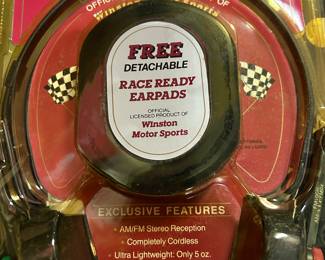 FREE
DETACHABLE
RACE READY
EARPADS
OFFICIAL
LICENSED PRODUCT OF
Winston
Motor Sports
EXCLUSIVE FEATURES
• AM/FM Stereo Reception
• Completely Cordless
• Ultra Lightweight: Only 5 oz.